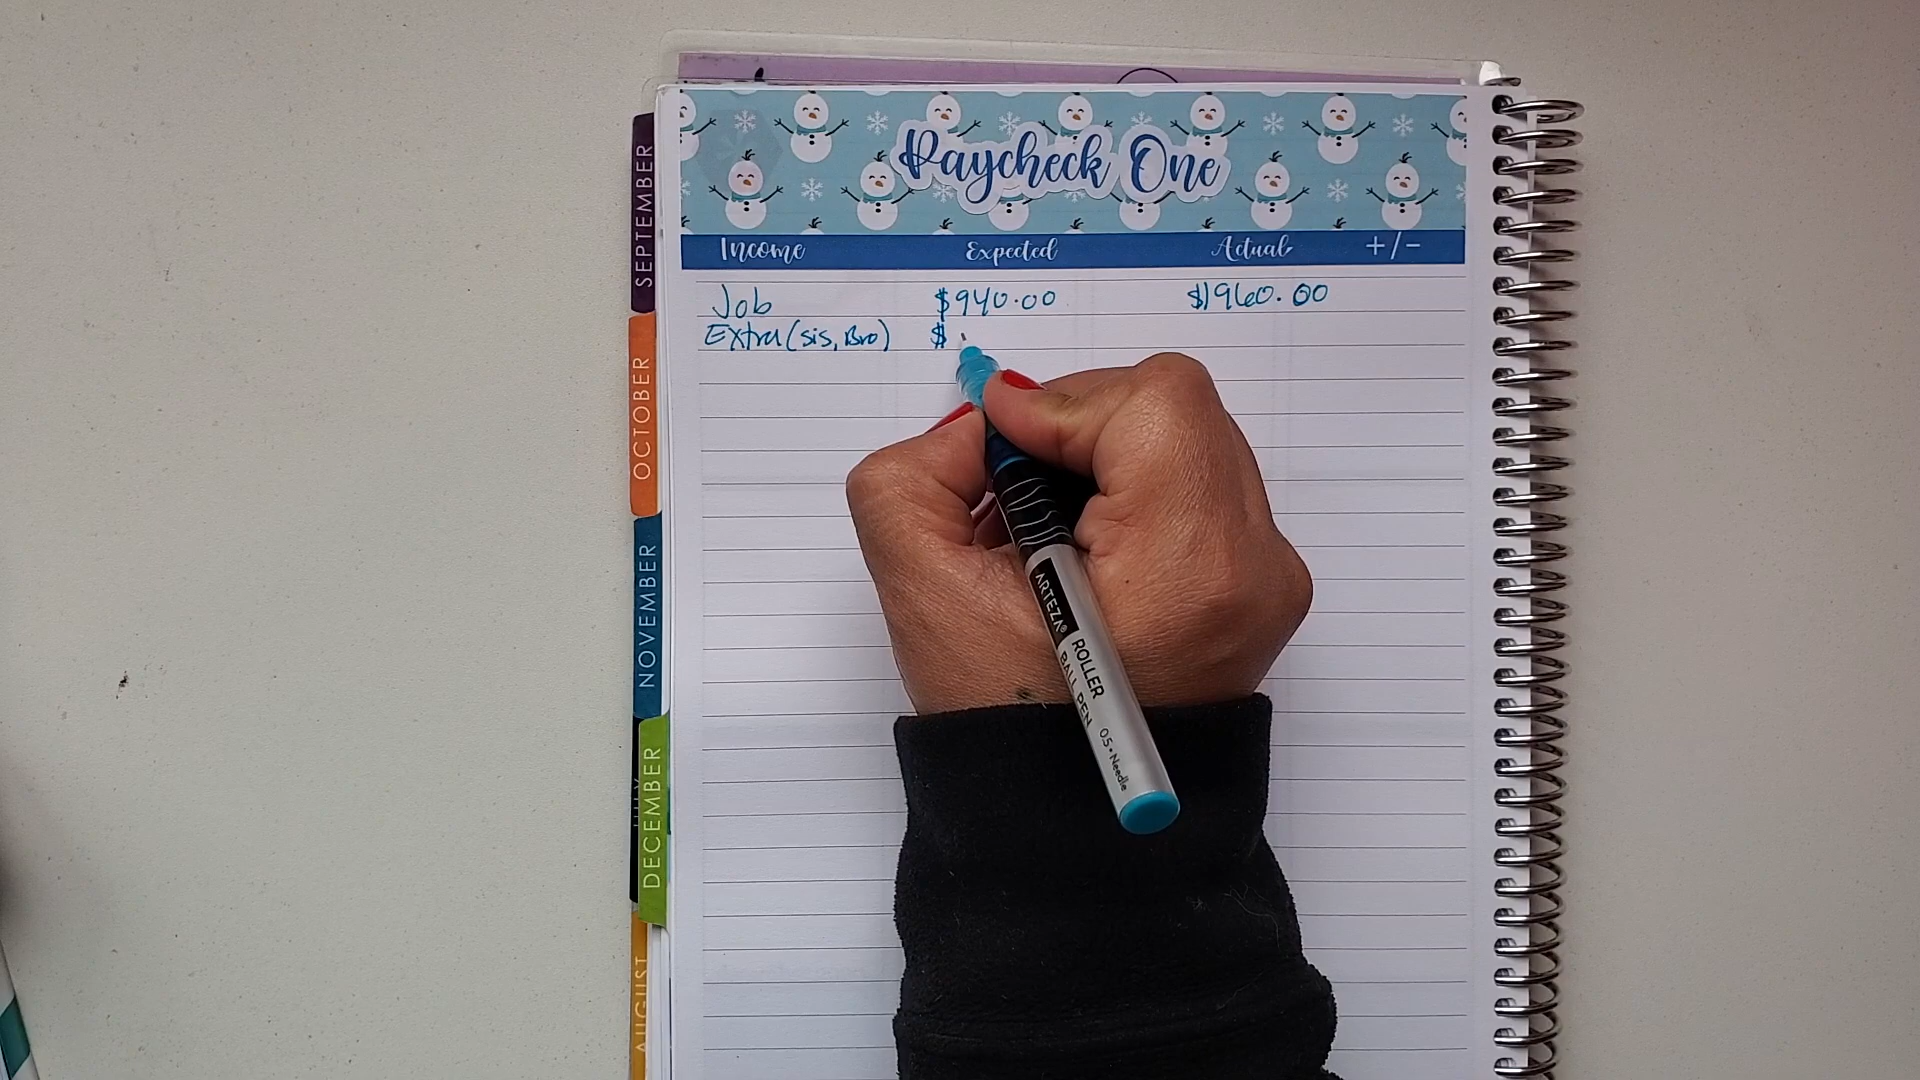 Paycheck One
Income Expected Actual +/-
Job $940.00 $1960.00
Extra (sis, Bro) $
SEPTEMBER
OCTOBER
NOVEMBER
DECEMBER
JULY
AUGUST
ARTEZA® ROLLER
BALL PEN 0.5 • Needle